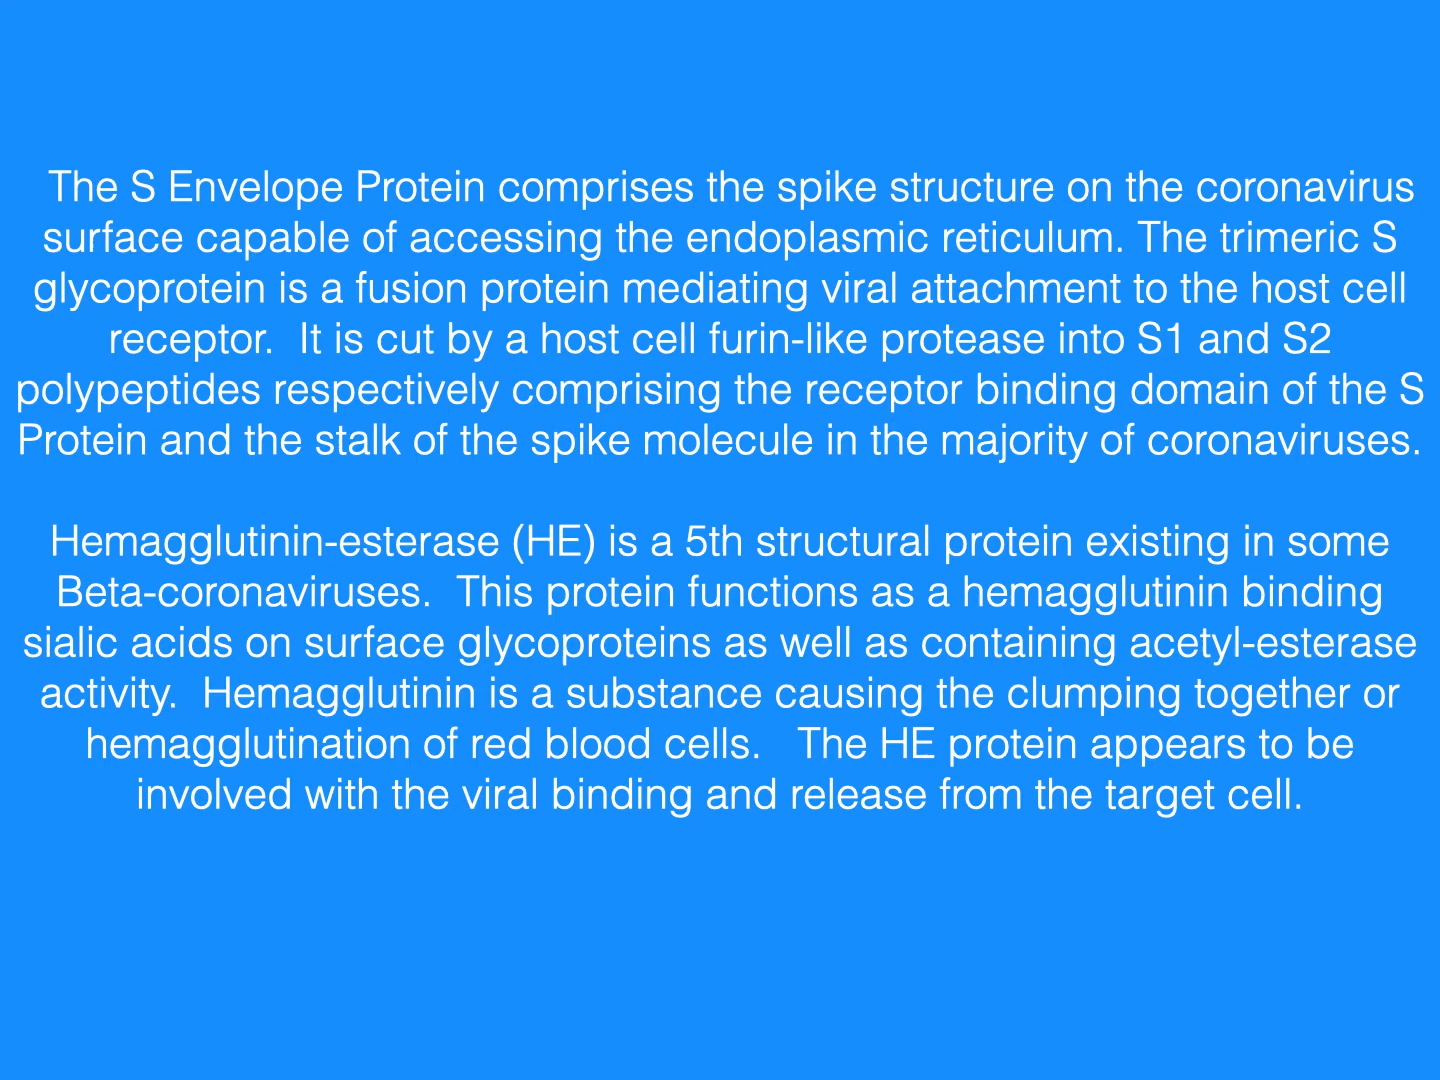 The S Envelope Protein comprises the spike structure on the coronavirus
surface capable of accessing the endoplasmic reticulum. The trimeric S
glycoprotein is a fusion protein mediating viral attachment to the host cell
receptor.  It is cut by a host cell furin-like protease into S1 and S2
polypeptides respectively comprising the receptor binding domain of the S
Protein and the stalk of the spike molecule in the majority of coronaviruses.
Hemagglutinin-esterase (HE) is a 5th structural protein existing in some
Beta-coronaviruses.  This protein functions as a hemagglutinin binding
sialic acids on surface glycoproteins as well as containing acetyl-esterase
activity.  Hemagglutinin is a substance causing the clumping together or
hemagglutination of red blood cells.   The HE protein appears to be
involved with the viral binding and release from the target cell.